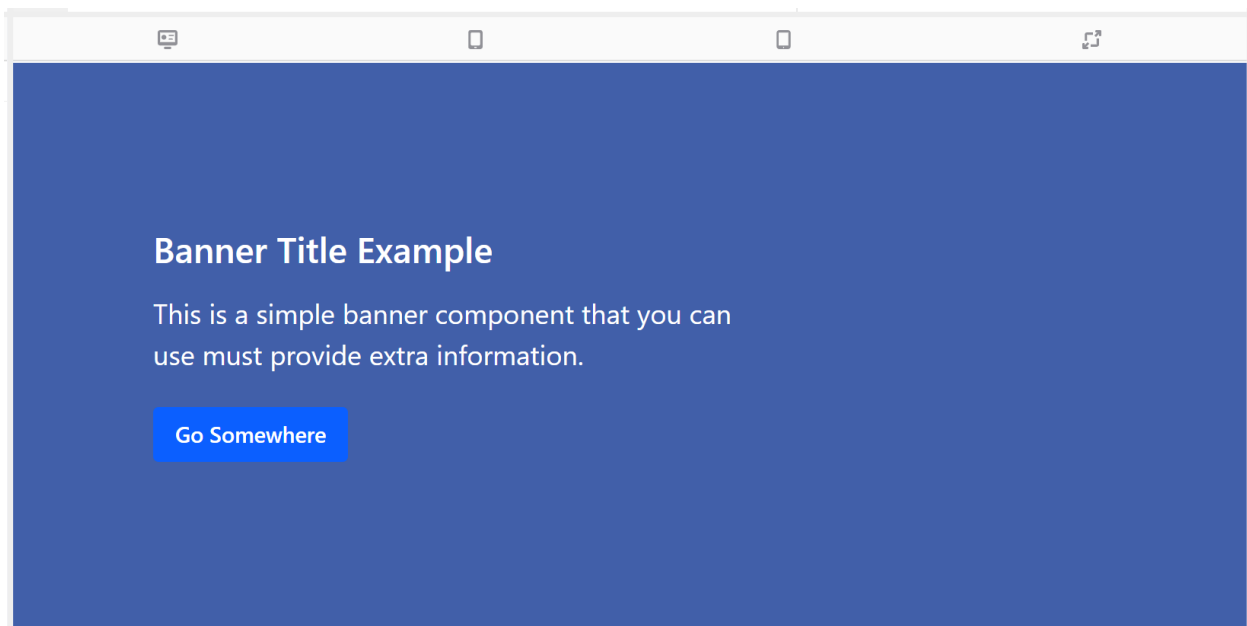 Banner Title Example
This is a simple banner component that you can
use must provide extra information.
Go Somewhere